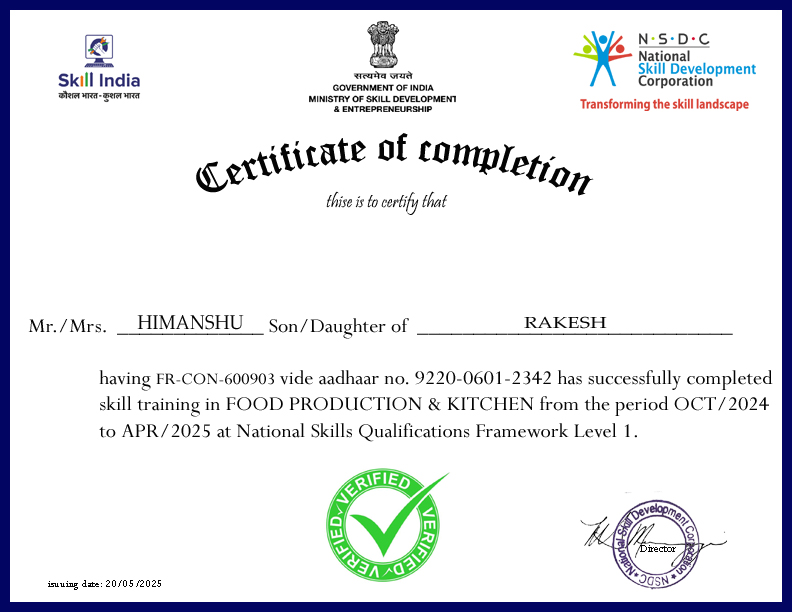 Skill India
कौशल भारत - कुशल भारत
सत्यमेव जयते
GOVERNMENT OF INDIA
MINISTRY OF SKILL DEVELOPMENT
& ENTREPRENEURSHIP
N·S·D·C
National
Skill Development
Corporation
Transforming the skill landscape
Certificate of completion
thise is to certify that
Mr./Mrs. HIMANSHU Son/Daughter of RAKESH
having FR-CON-600903 vide aadhaar no. 9220-0601-2342 has successfully completed
skill training in FOOD PRODUCTION & KITCHEN from the period OCT/2024
to APR/2025 at National Skills Qualifications Framework Level 1.
VERIFIED VERIFIED VERIFIED
National Skill Development Corporation
NSDC
Director
isuuing date: 20/05/2025